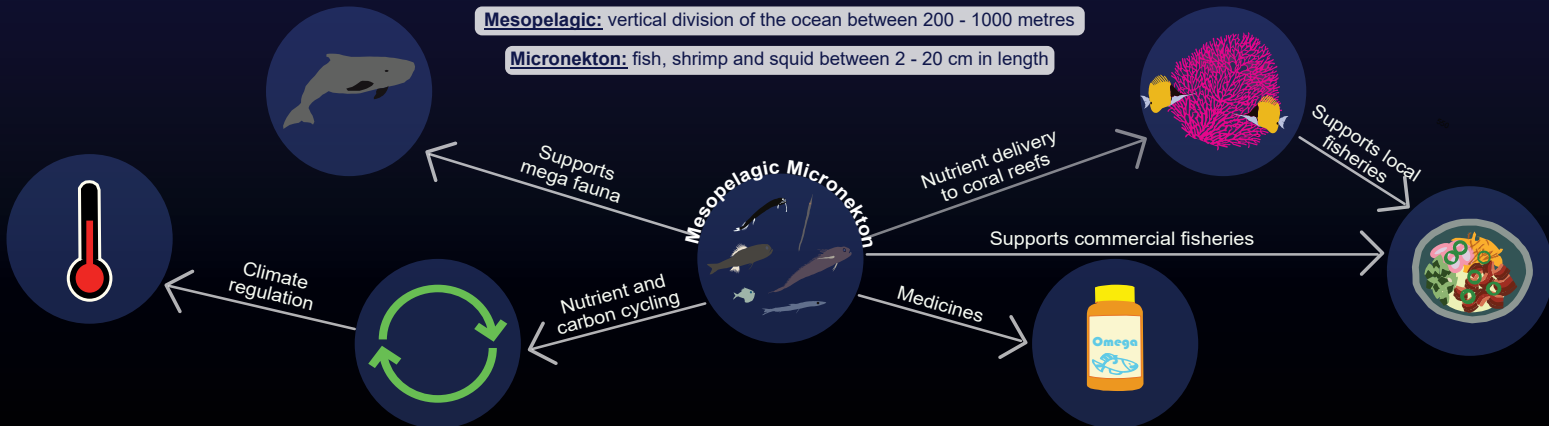 Mesopelagic: vertical division of the ocean between 200 - 1000 metres
Micronekton: fish, shrimp and squid between 2 - 20 cm in length
Supports
mega fauna
Mesopelagic Micronekton
Nutrient delivery
to coral reefs
Supports local
fisheries
Supports commercial fisheries
Climate
regulation
Nutrient and
carbon cycling
Medicines
Omega